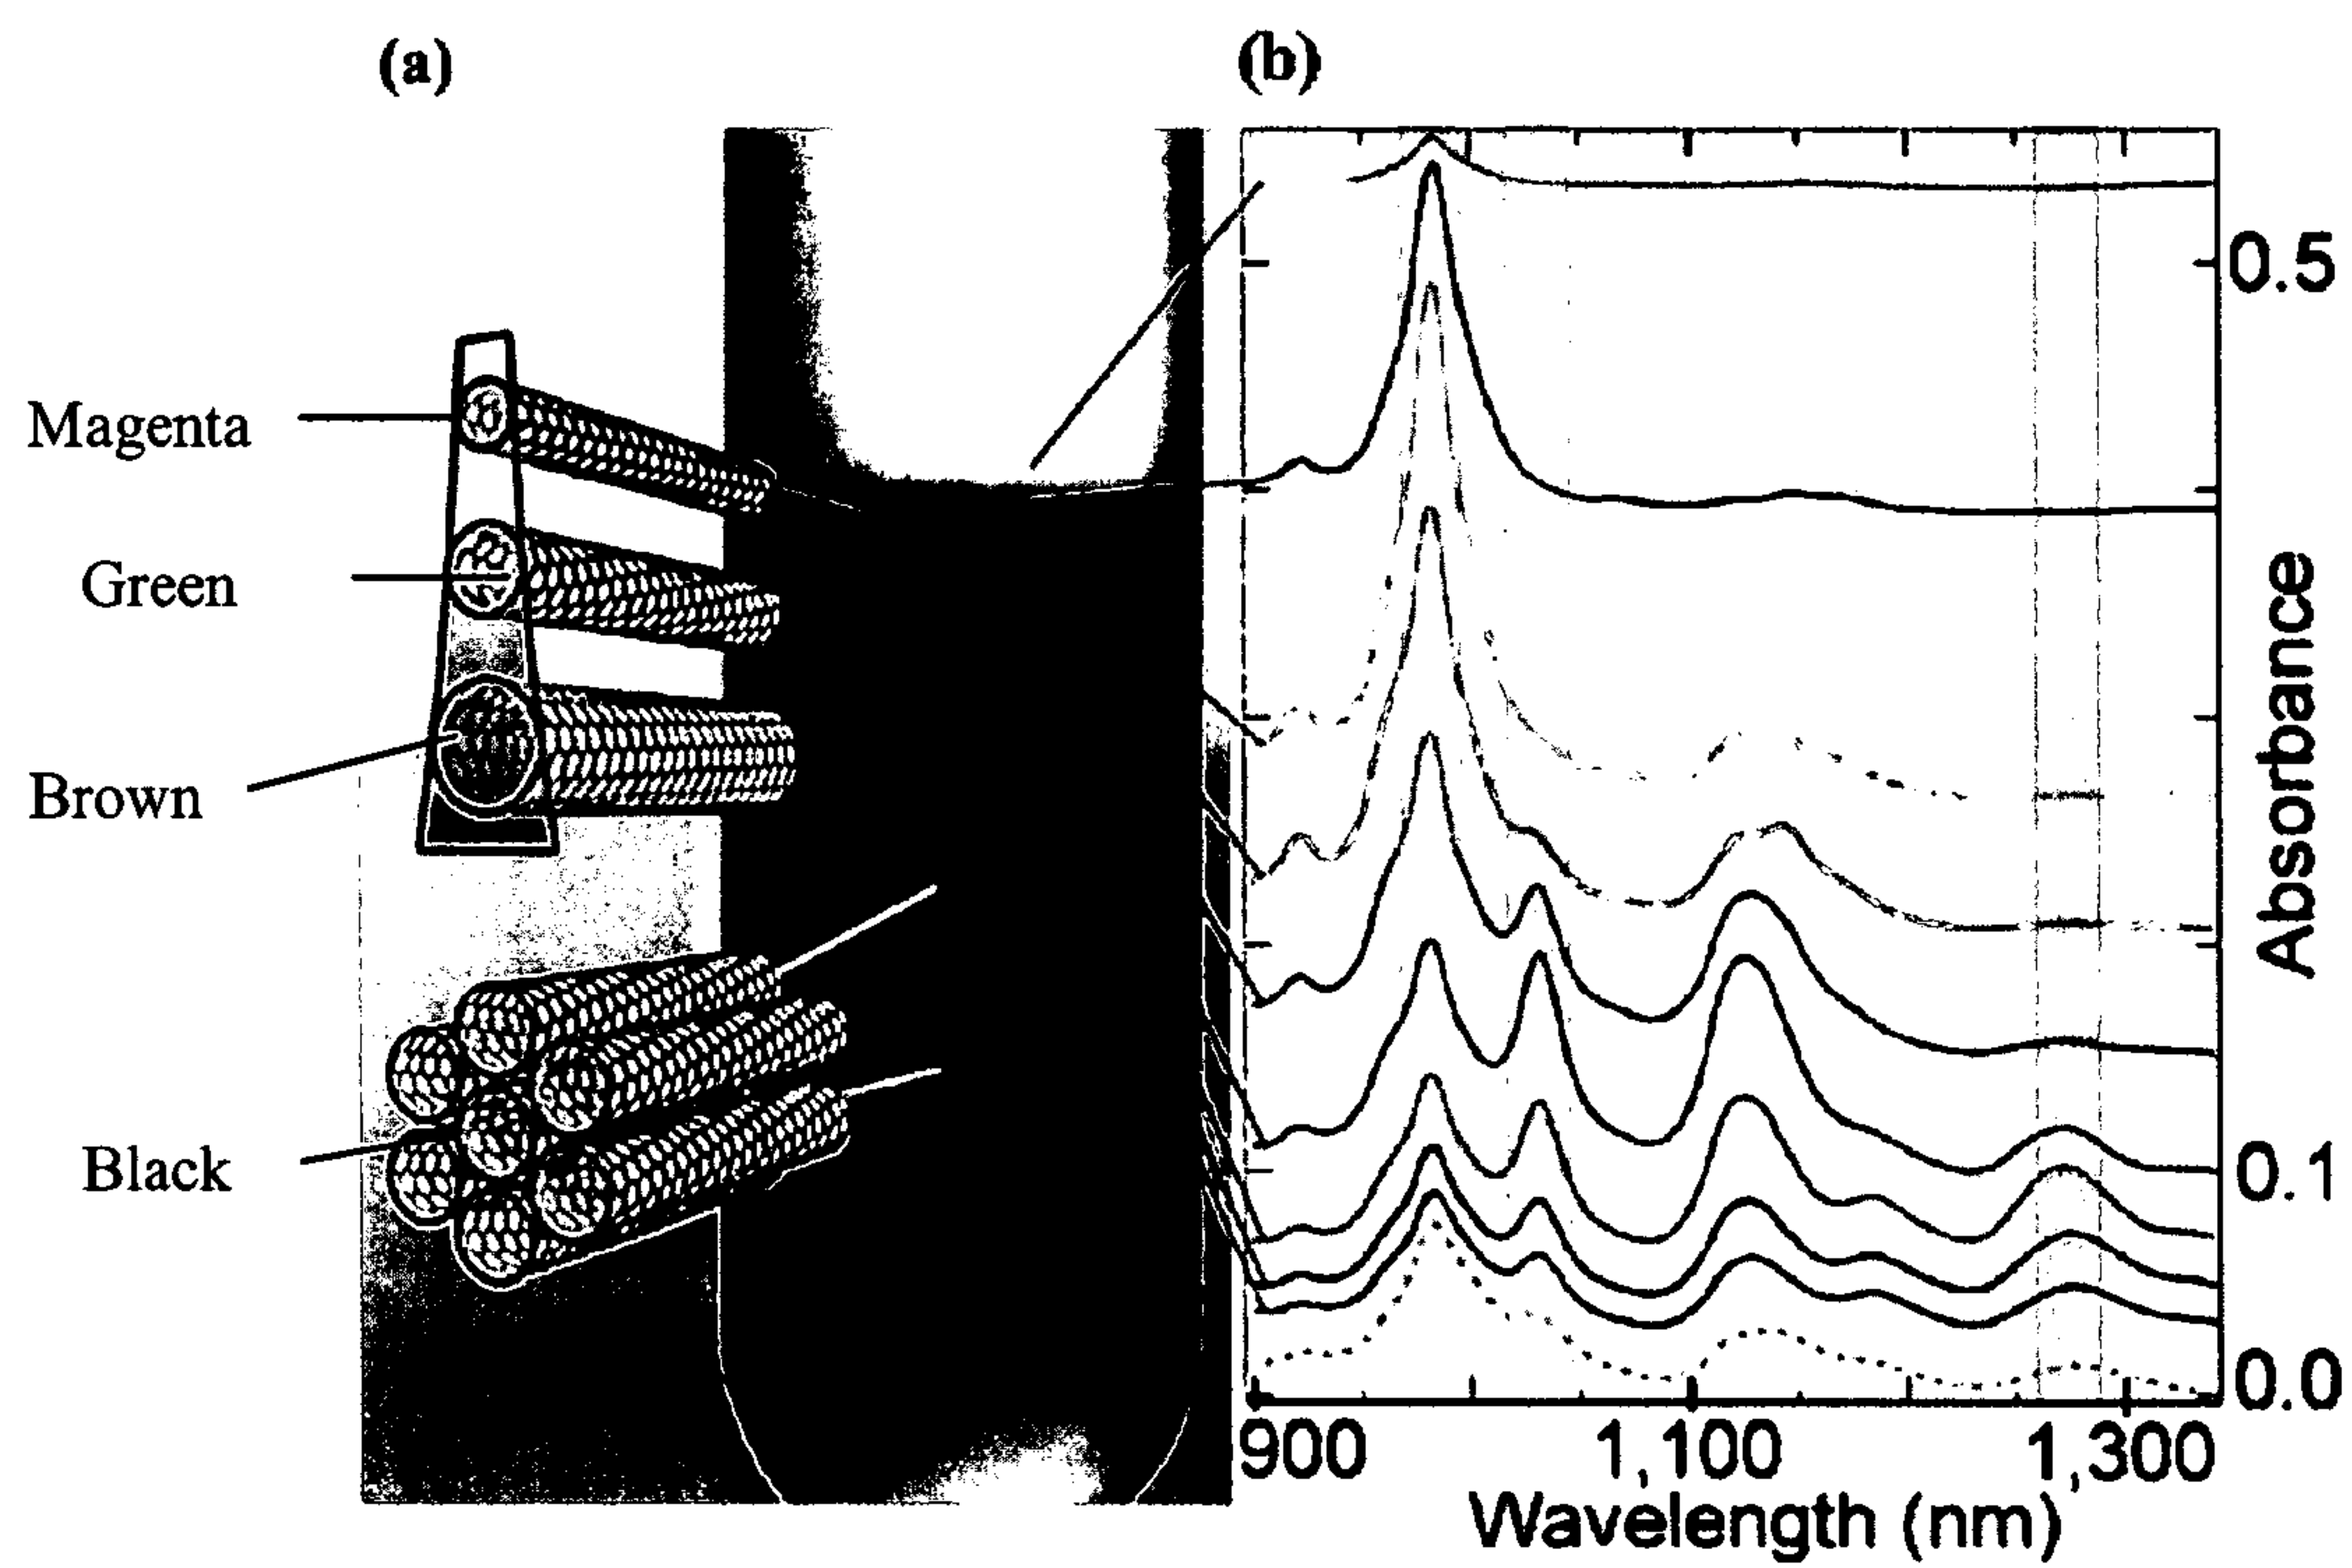 (a)
(b)
Magenta
Green
Brown
Black
0.5
0.1
0.0
Absorbance
900
1,100
1,300
Wavelength (nm)